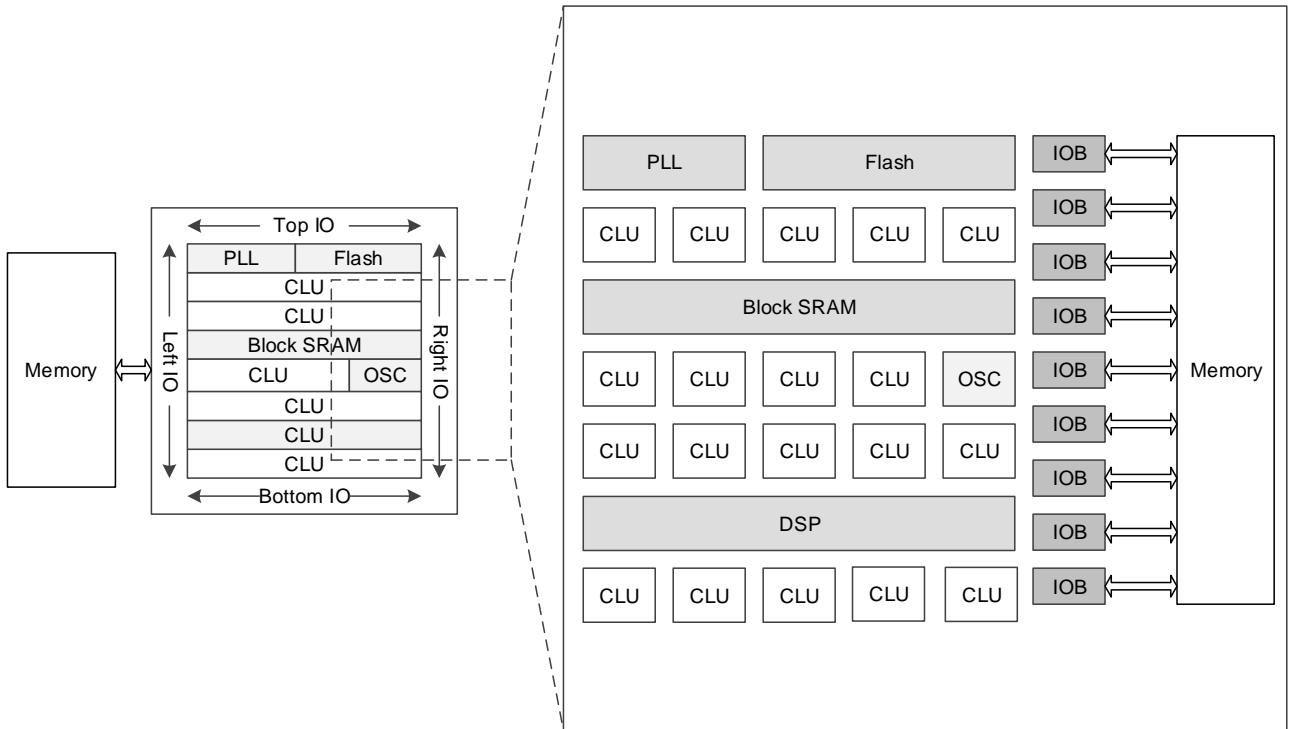 Memory
Top IO
Left IO
Right IO
PLL Flash
CLU
CLU
Block SRAM
CLU OSC
CLU
CLU
CLU
Bottom IO
PLL Flash
CLU CLU CLU CLU CLU
Block SRAM
CLU CLU CLU CLU OSC
CLU CLU CLU CLU CLU
DSP
CLU CLU CLU CLU CLU
IOB
IOB
IOB
IOB
IOB
IOB
IOB
IOB
IOB
Memory